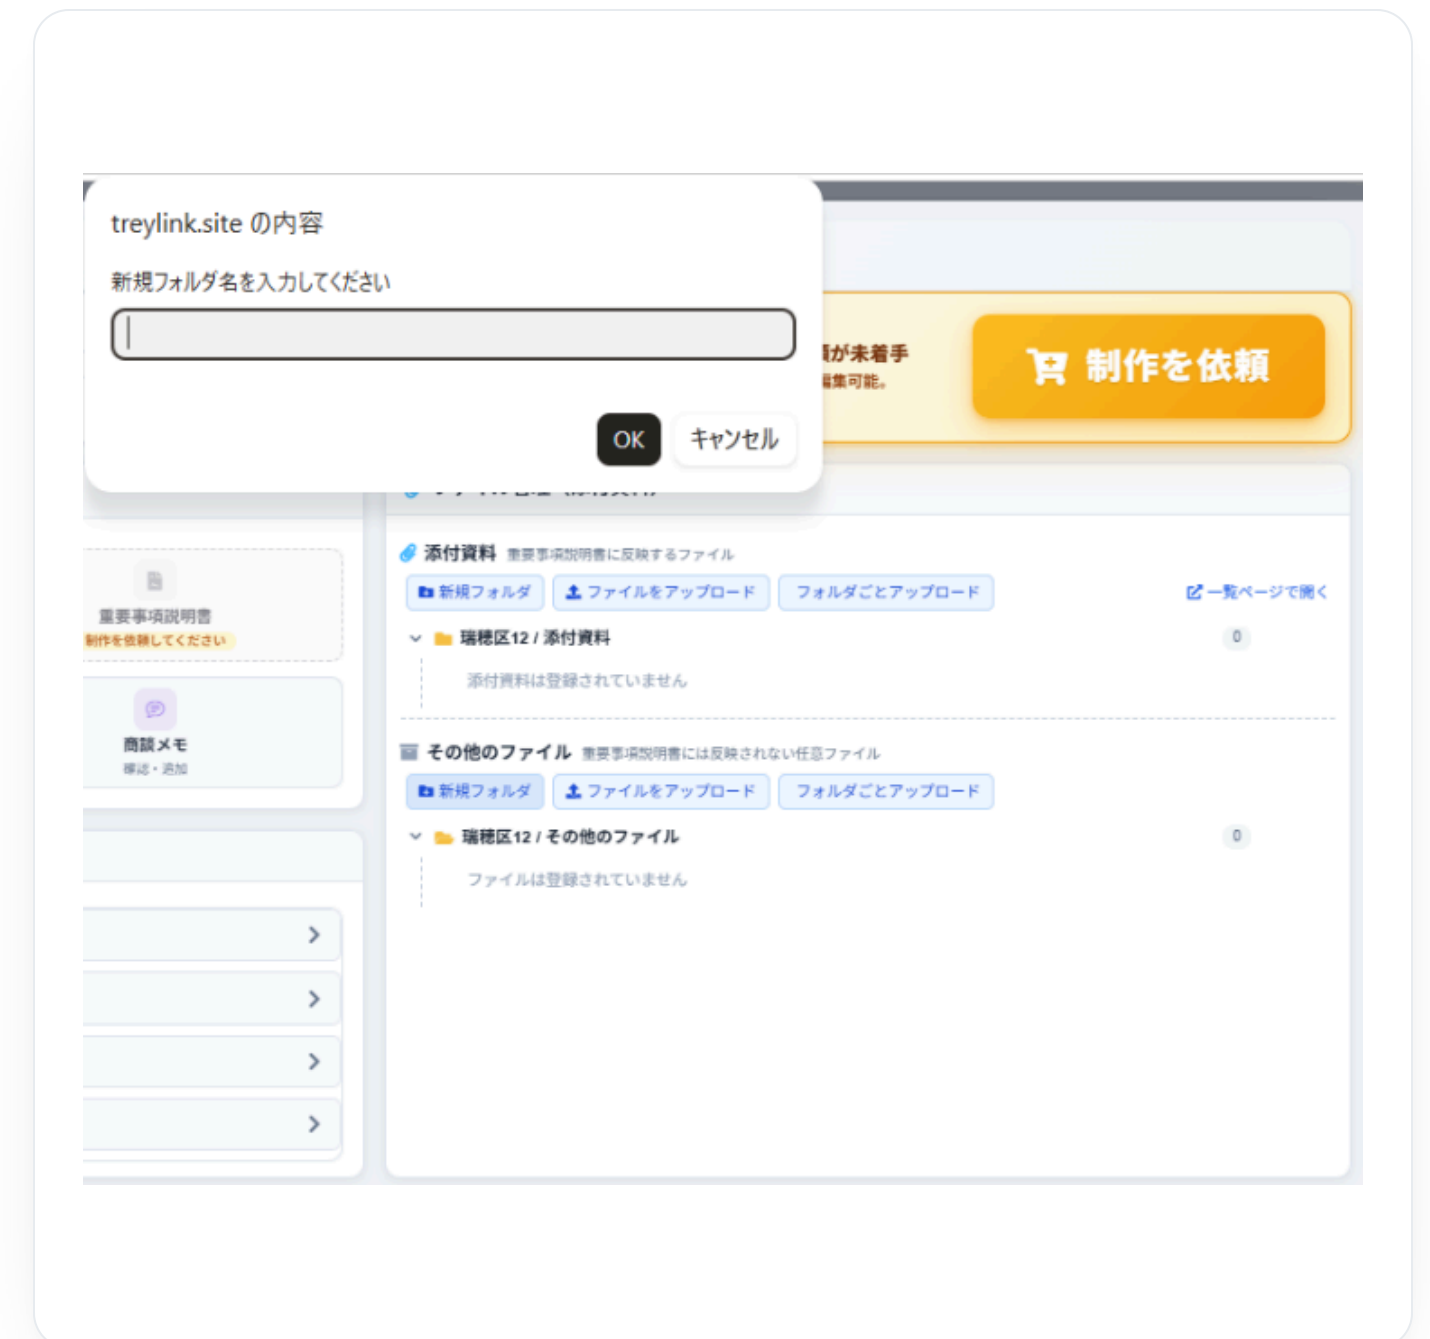 treylink.site の内容
新規フォルダ名を入力してください
OK
キャンセル
が未着手
集可能。
制作を依頼
添付資料 重要事項説明書に反映するファイル
新規フォルダ
ファイルをアップロード
フォルダごとアップロード
一覧ページで開く
瑞穂区12 / 添付資料
0
添付資料は登録されていません
その他のファイル 重要事項説明書には反映されない任意ファイル
新規フォルダ
ファイルをアップロード
フォルダごとアップロード
瑞穂区12 / その他のファイル
0
ファイルは登録されていません
重要事項説明書
制作を依頼してください
商談メモ
確認・追加